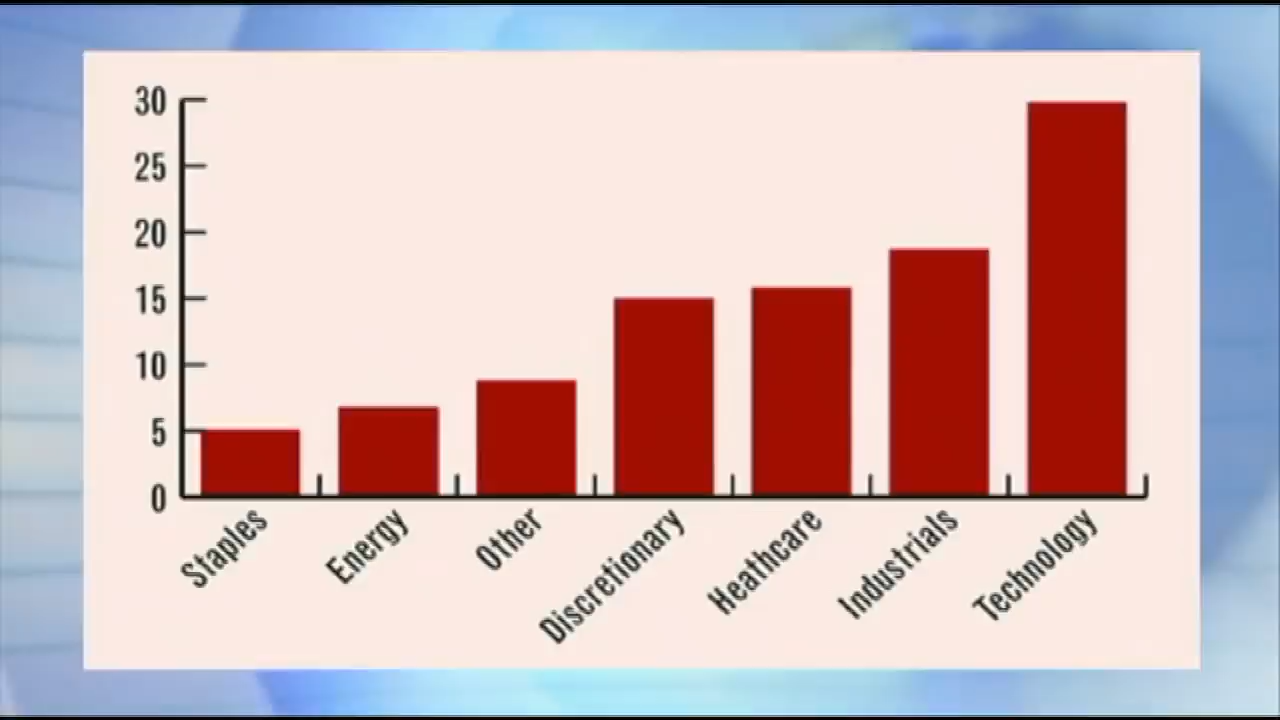 30
25
20
15
10
5
0
Staples
Energy
Other
Discretionary
Heathcare
Industrials
Technology